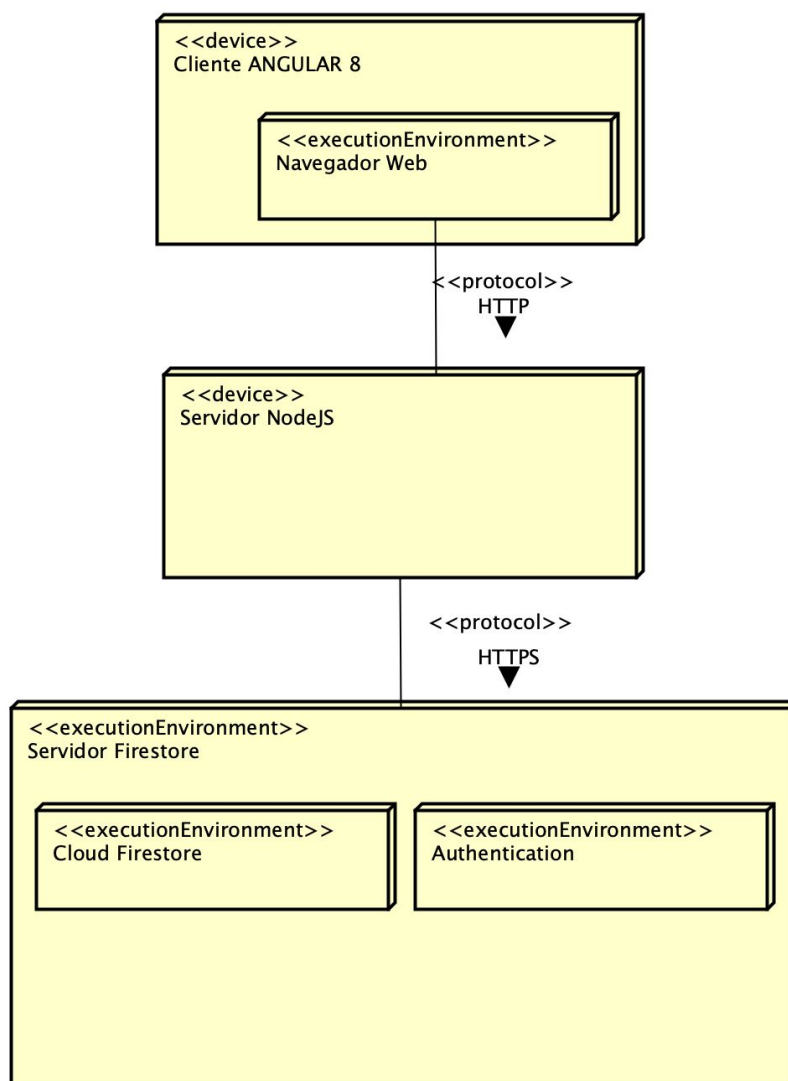 <<device>>
Cliente ANGULAR 8
<<executionEnvironment>>
Navegador Web
<<protocol>>
HTTP
<<device>>
Servidor NodeJS
<<protocol>>
HTTPS
<<executionEnvironment>>
Servidor Firestore
<<executionEnvironment>>
Cloud Firestore
<<executionEnvironment>>
Authentication